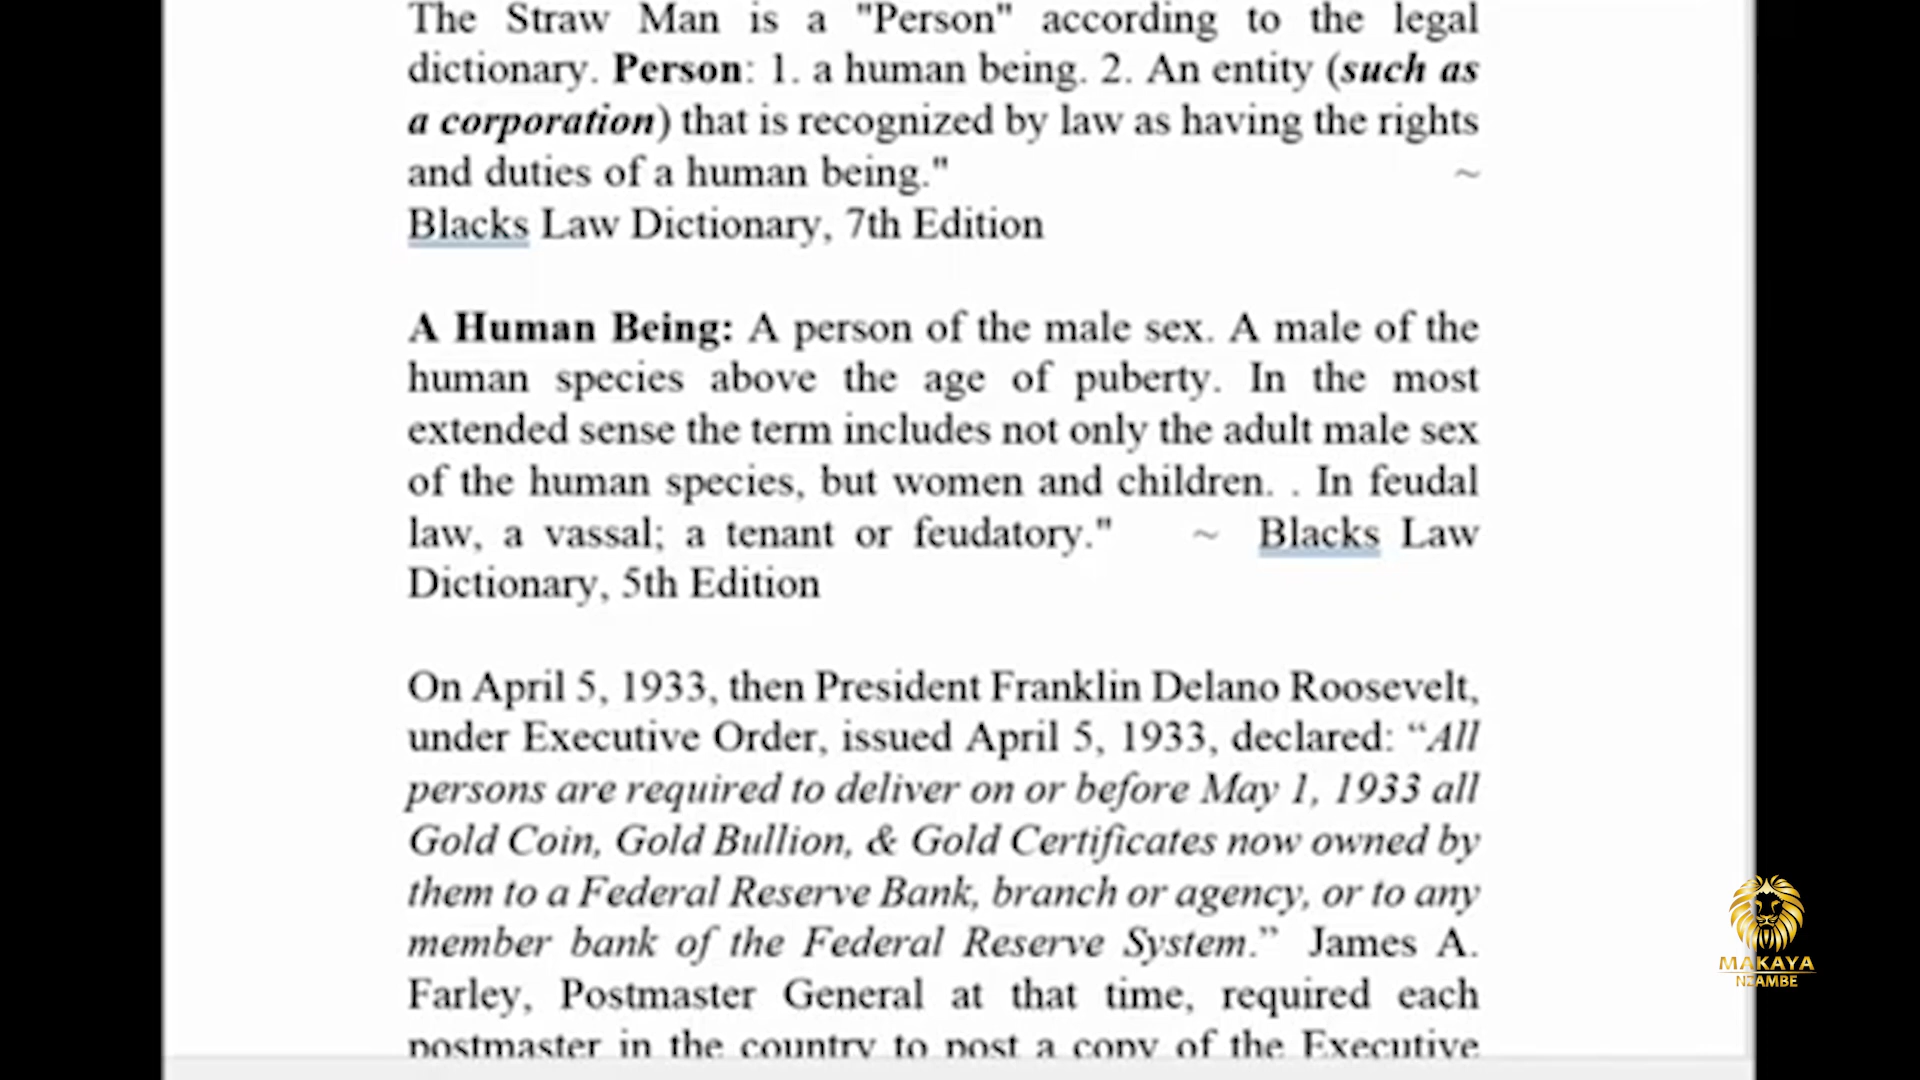 The Straw Man is a "Person" according to the legal
dictionary. Person: 1. a human being. 2. An entity (such as
a corporation) that is recognized by law as having the rights
and duties of a human being." ~
Blacks Law Dictionary, 7th Edition
A Human Being: A person of the male sex. A male of the
human species above the age of puberty. In the most
extended sense the term includes not only the adult male sex
of the human species, but women and children. . In feudal
law, a vassal; a tenant or feudatory." ~ Blacks Law
Dictionary, 5th Edition
On April 5, 1933, then President Franklin Delano Roosevelt,
under Executive Order, issued April 5, 1933, declared: “All
persons are required to deliver on or before May 1, 1933 all
Gold Coin, Gold Bullion, & Gold Certificates now owned by
them to a Federal Reserve Bank, branch or agency, or to any
member bank of the Federal Reserve System.” James A.
Farley, Postmaster General at that time, required each
postmaster in the country to post a copy of the Executive
MAKAYA
NZAMBE